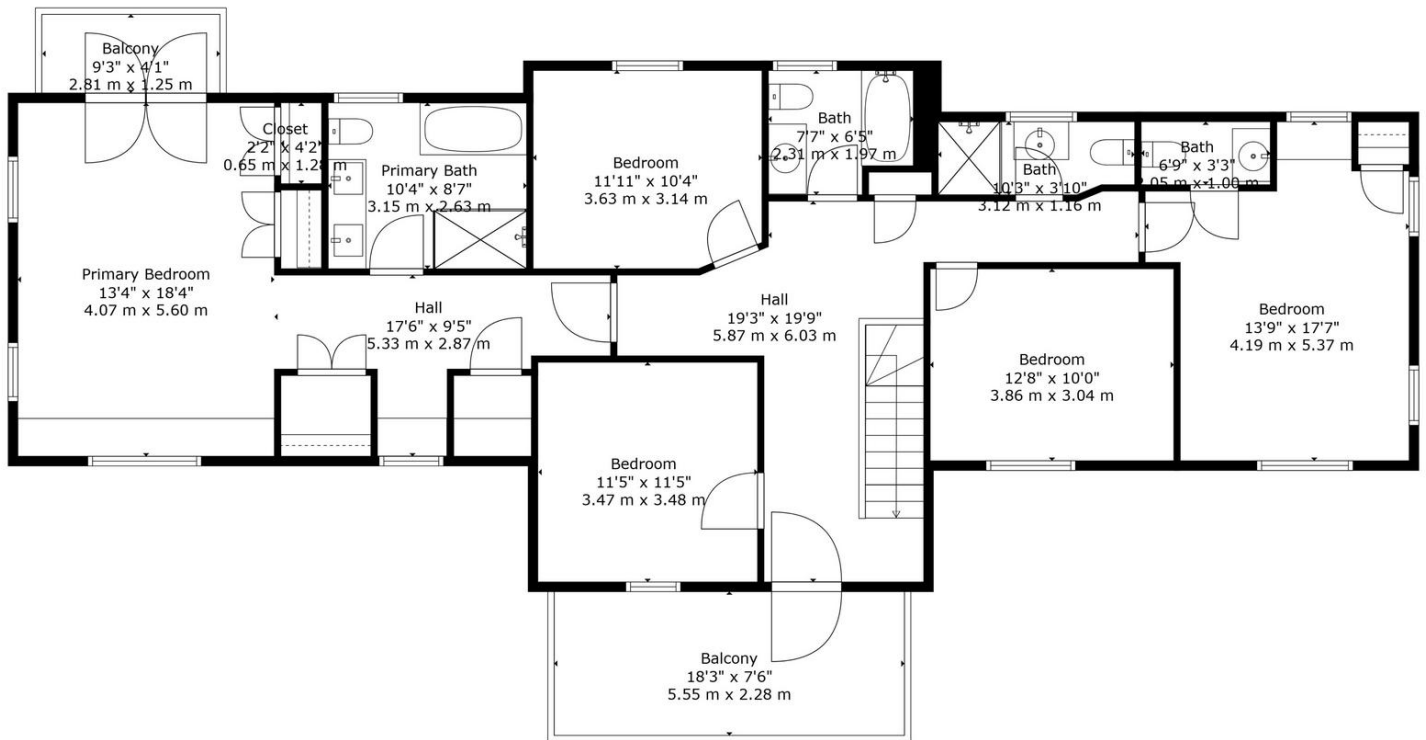 Balcony
9'3" x 4'1"
2.81 m x 1.25 m
Closet
2'2" x 4'2"
0.65 m x 1.28 m
Primary Bath
10'4" x 8'7"
3.15 m x 2.63 m
Bedroom
11'11" x 10'4"
3.63 m x 3.14 m
Bath
7'7" x 6'5"
2.31 m x 1.97 m
Bath
10'3" x 3'10"
3.12 m x 1.16 m
Bath
6'9" x 3'3"
.05 m x 1.00 m
Primary Bedroom
13'4" x 18'4"
4.07 m x 5.60 m
Hall
17'6" x 9'5"
5.33 m x 2.87 m
Hall
19'3" x 19'9"
5.87 m x 6.03 m
Bedroom
13'9" x 17'7"
4.19 m x 5.37 m
Bedroom
12'8" x 10'0"
3.86 m x 3.04 m
Bedroom
11'5" x 11'5"
3.47 m x 3.48 m
Balcony
18'3" x 7'6"
5.55 m x 2.28 m